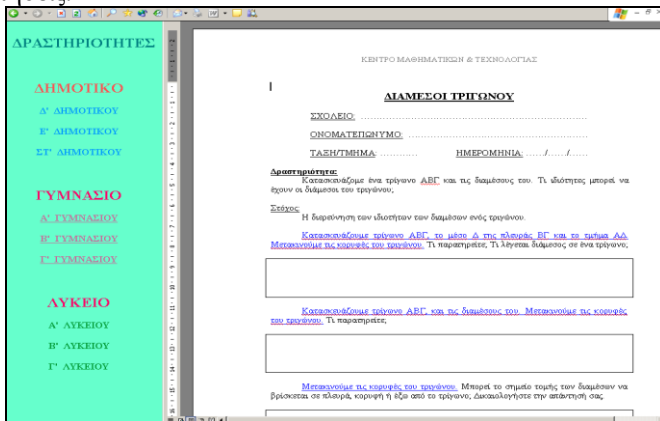 ΔΡΑΣΤΗΡΙΟΤΗΤΕΣ
ΔΗΜΟΤΙΚΟ
Δ' ΔΗΜΟΤΙΚΟΥ
Ε' ΔΗΜΟΤΙΚΟΥ
ΣΤ' ΔΗΜΟΤΙΚΟΥ
ΓΥΜΝΑΣΙΟ
Α' ΓΥΜΝΑΣΙΟΥ
Β' ΓΥΜΝΑΣΙΟΥ
Γ' ΓΥΜΝΑΣΙΟΥ
ΛΥΚΕΙΟ
Α' ΛΥΚΕΙΟΥ
Β' ΛΥΚΕΙΟΥ
Γ' ΛΥΚΕΙΟΥ
ΚΕΝΤΡΟ ΜΑΘΗΜΑΤΙΚΩΝ & ΤΕΧΝΟΛΟΓΙΑΣ
ΔΙΑΜΕΣΟΙ ΤΡΙΓΩΝΟΥ
ΣΧΟΛΕΙΟ: ..........................................................
ΟΝΟΜΑΤΕΠΩΝΥΜΟ: ..............................................
ΤΑΞΗ/ΤΜΗΜΑ: ............ ΗΜΕΡΟΜΗΝΙΑ: ....../....../......
Δραστηριότητα:
Κατασκευάζομε ένα τρίγωνο ΑΒΓ και τις διαμέσους του. Τι ιδιότητες μπορεί να
έχουν οι διάμεσοι του τριγώνου;
Στόχος:
Η διερεύνηση των ιδιοτήτων των διαμέσων ενός τριγώνου.
Κατασκευάζουμε τρίγωνο ΑΒΓ, το μέσο Δ της πλευράς ΒΓ και το τμήμα ΑΔ.
Μετακινούμε τις κορυφές του τριγώνου. Τι παρατηρείτε; Τι λέγεται διάμεσος σε ένα τρίγωνο;
Κατασκευάζουμε τρίγωνο ΑΒΓ, και τις διαμέσους του. Μετακινούμε τις κορυφές
του τριγώνου. Τι παρατηρείτε;
Μετακινούμε τις κορυφές του τριγώνου. Μπορεί το σημείο τομής των διαμέσων να
βρίσκεται σε πλευρά, κορυφή ή έξω από το τρίγωνο; Δικαιολογήστε την απάντησή σας.